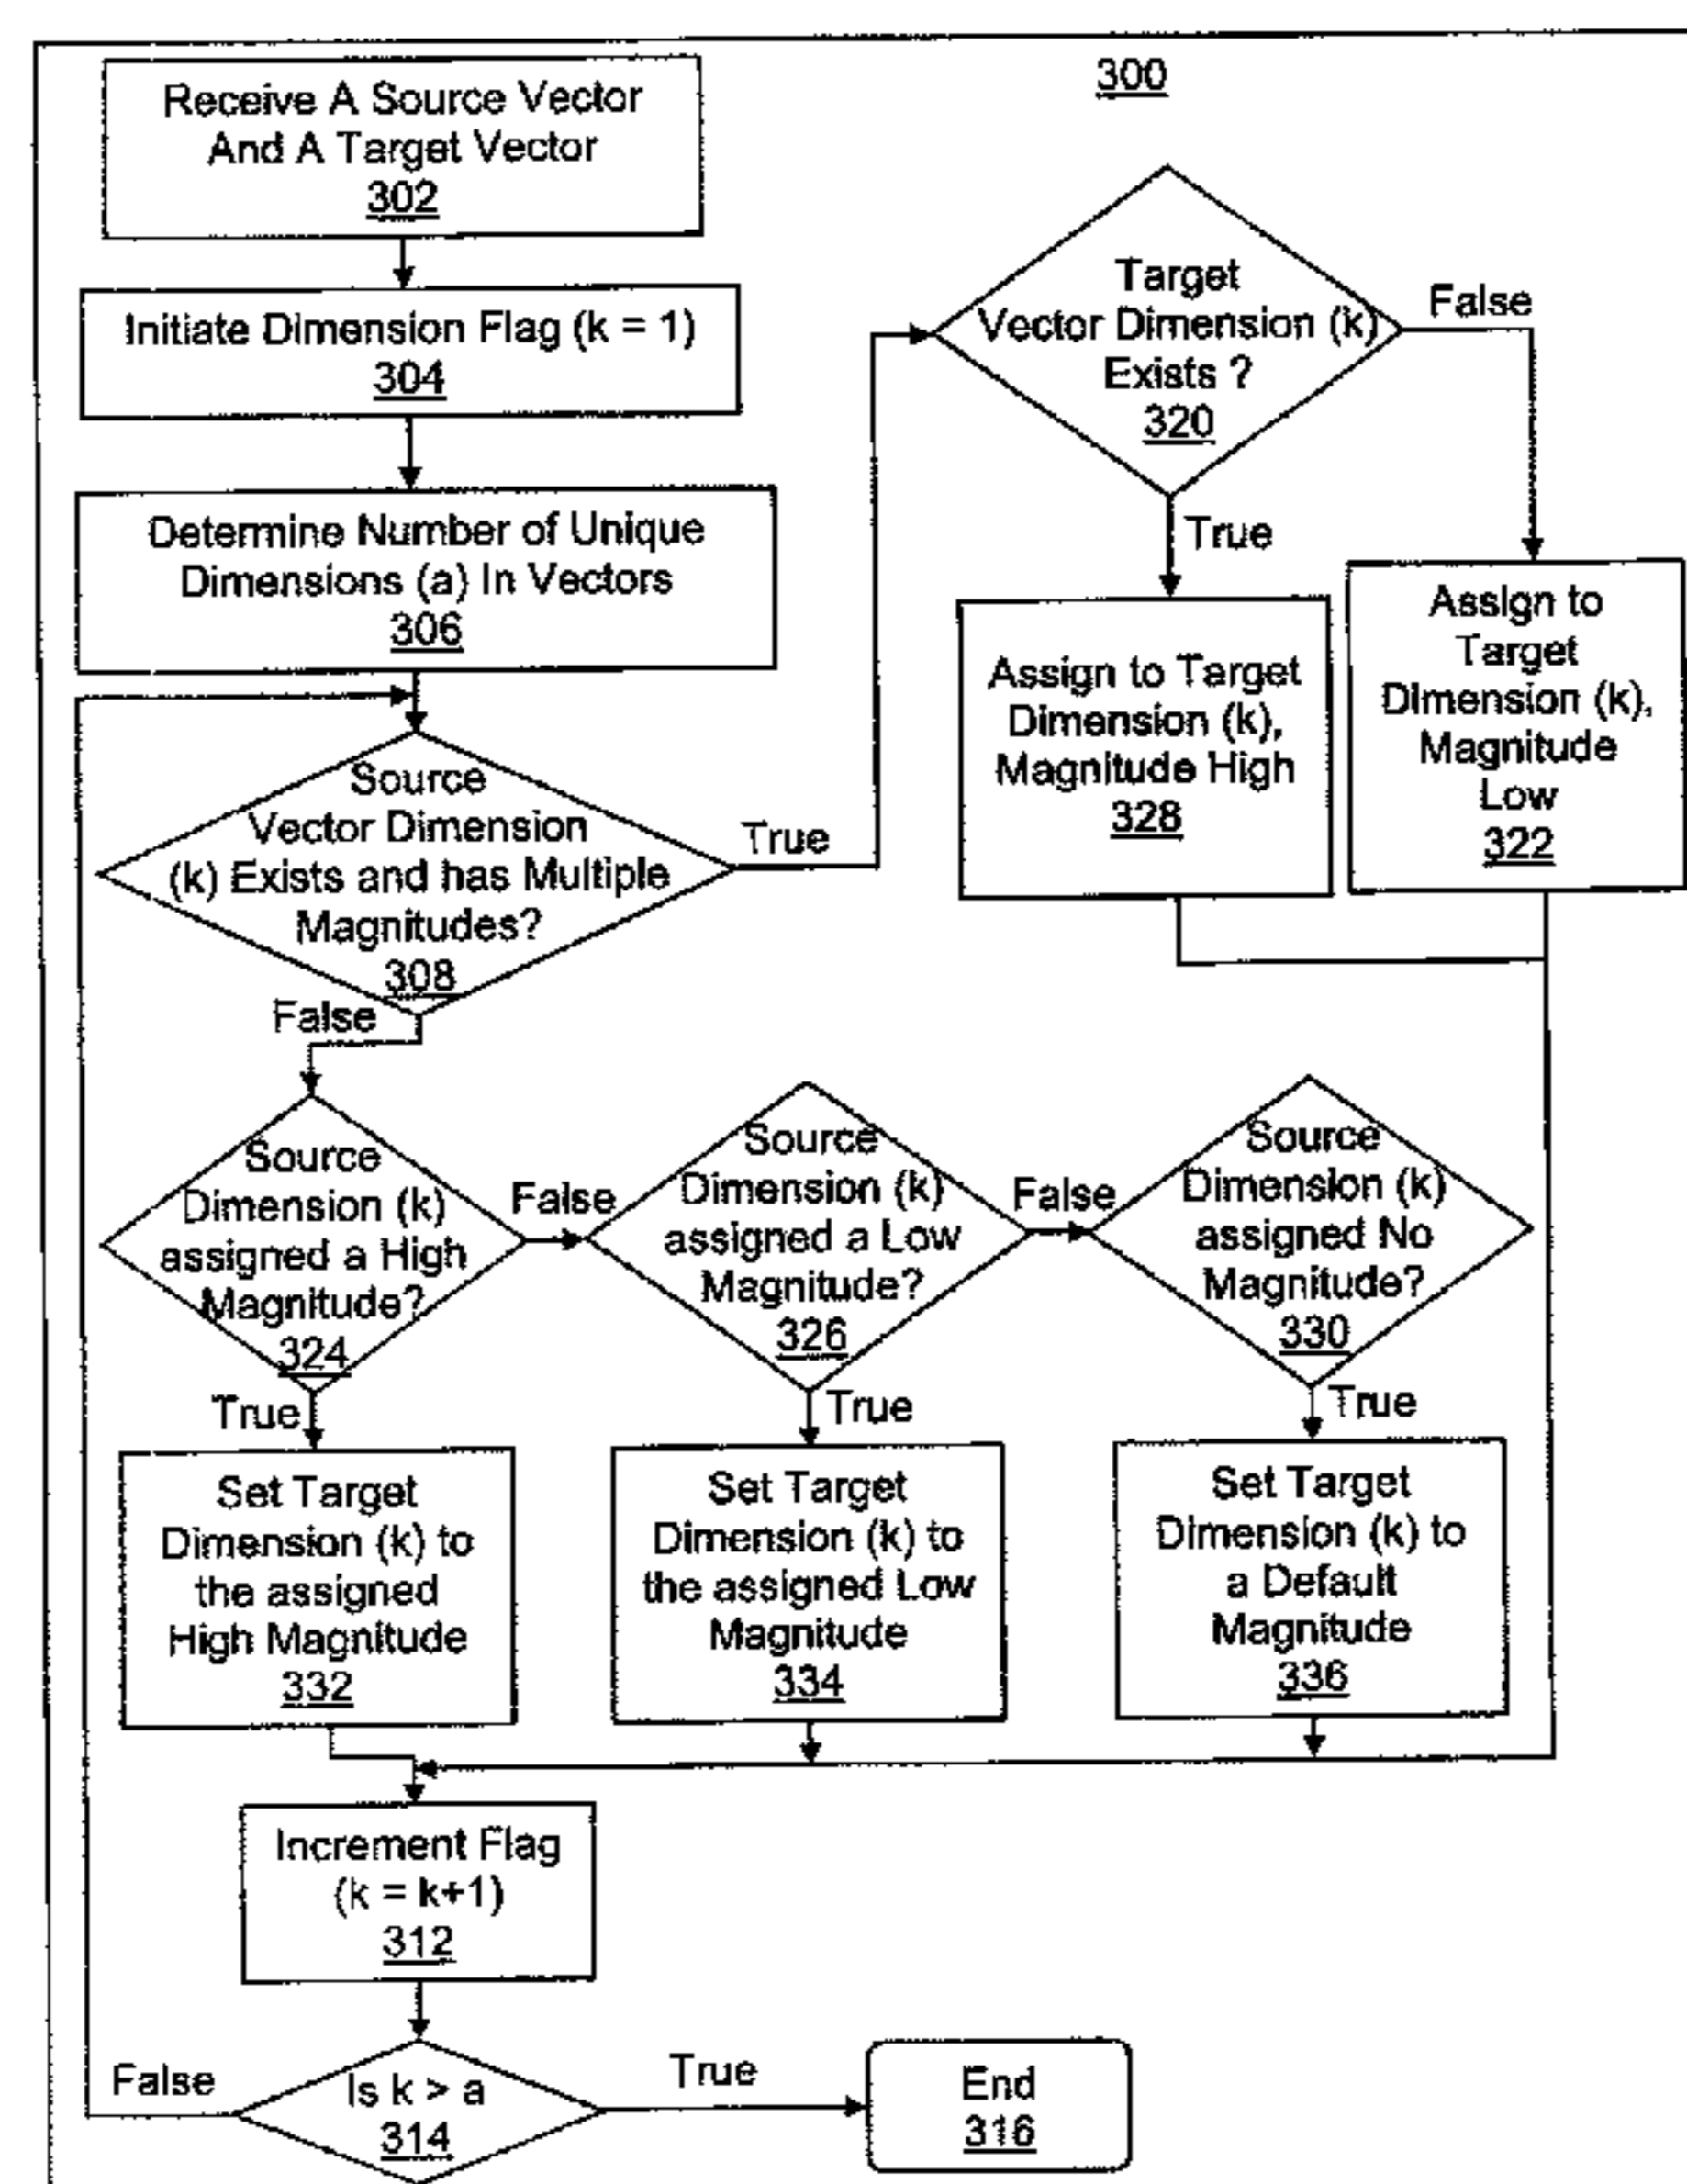 300
Receive A Source Vector
And A Target Vector
302
Initiate Dimension Flag (k = 1)
304
Determine Number of Unique
Dimensions (a) In Vectors
306
Source
Vector Dimension
(k) Exists and has Multiple
Magnitudes?
308
True
False
Target
Vector Dimension (k)
Exists ?
320
False
True
Assign to Target
Dimension (k),
Magnitude High
328
Assign to
Target
Dimension (k),
Magnitude
Low
322
Source
Dimension (k)
assigned a High
Magnitude?
324
False
True
Source
Dimension (k)
assigned a Low
Magnitude?
326
False
True
Source
Dimension (k)
assigned No
Magnitude?
330
True
Set Target
Dimension (k) to
the assigned
High Magnitude
332
Set Target
Dimension (k) to
the assigned Low
Magnitude
334
Set Target
Dimension (k) to
a Default
Magnitude
336
Increment Flag
(k = k+1)
312
False
Is k > a
314
True
End
316